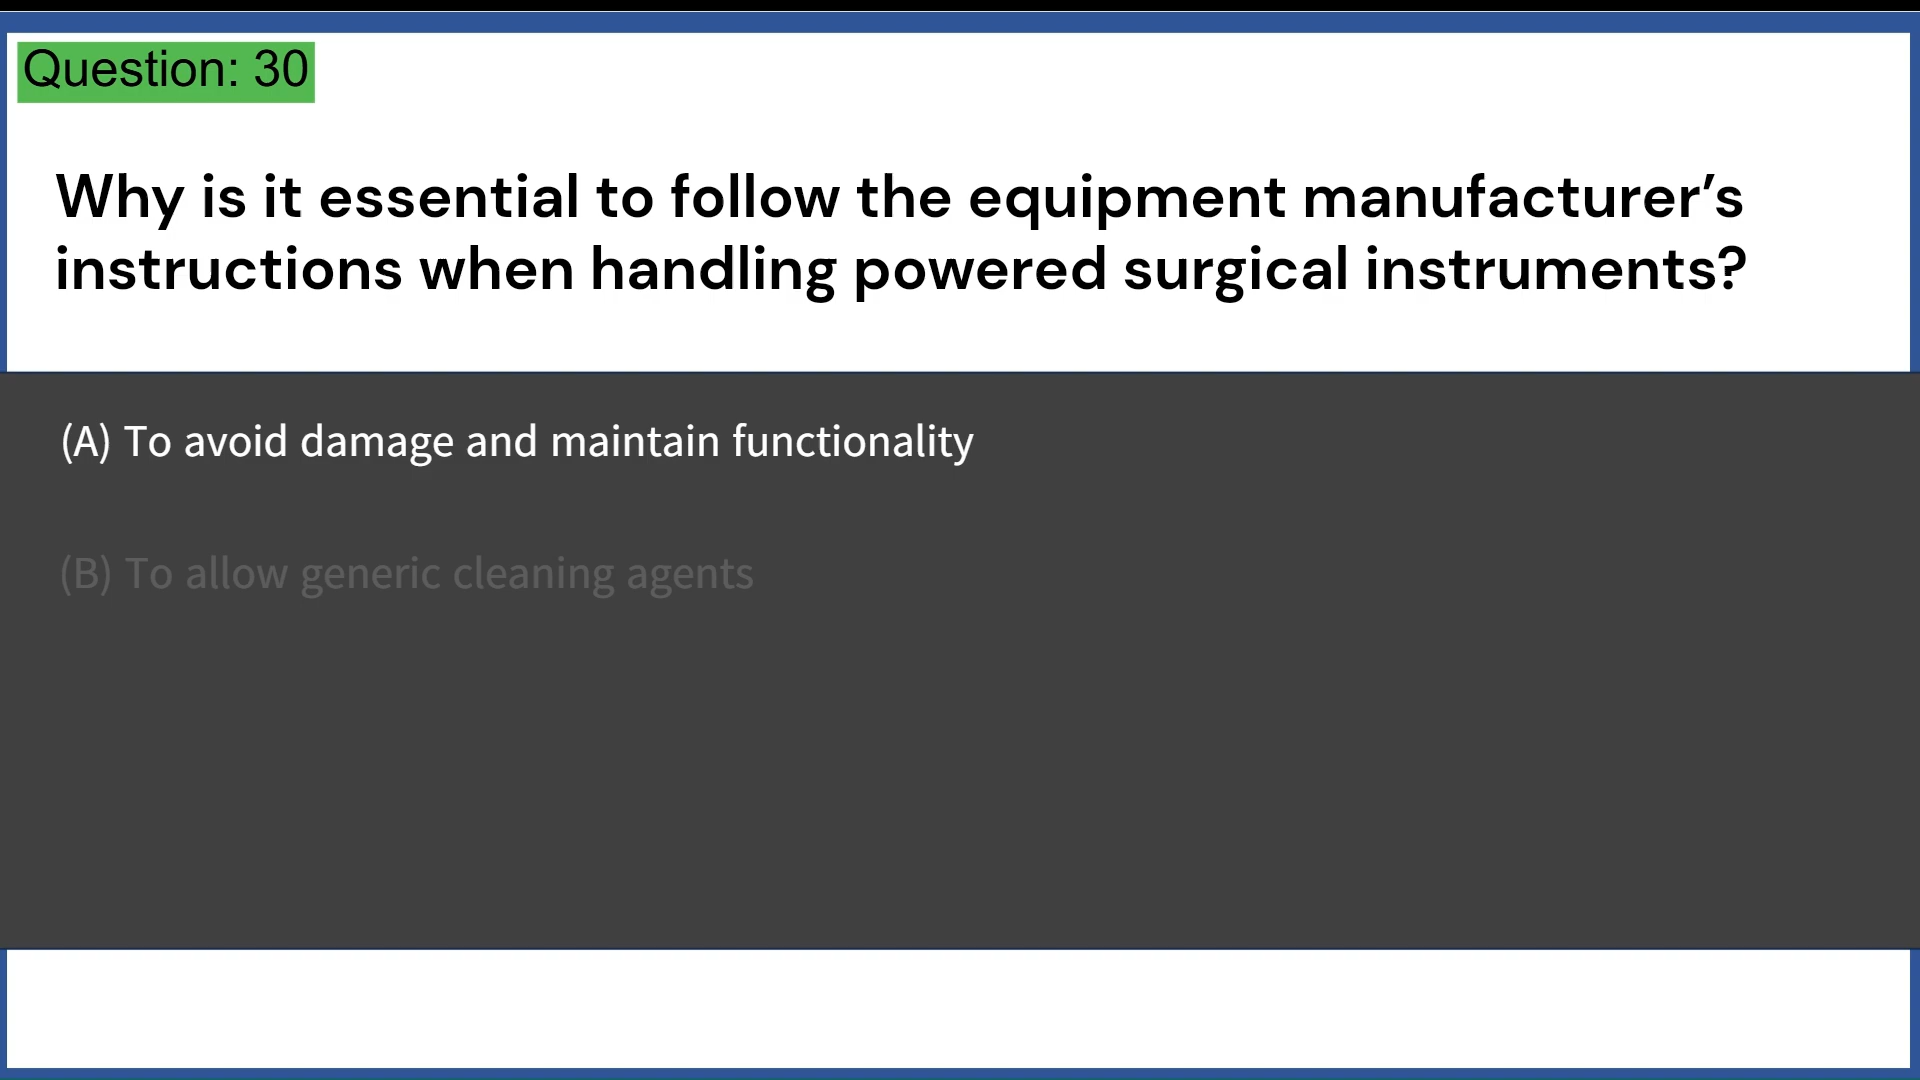 Question: 30
Why is it essential to follow the equipment manufacturer’s
instructions when handling powered surgical instruments?
(A) To avoid damage and maintain functionality
(B) To allow generic cleaning agents